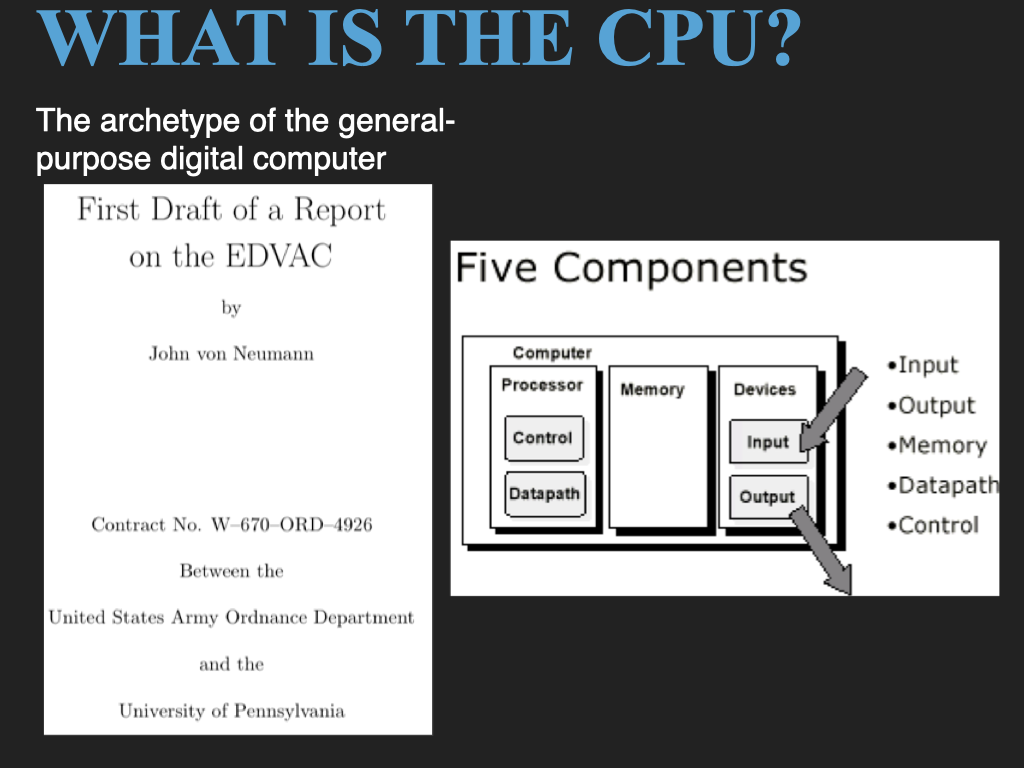 WHAT IS THE CPU?
The archetype of the general-
purpose digital computer
First Draft of a Report
on the EDVAC
by
John von Neumann
Contract No. W–670–ORD–4926
Between the
United States Army Ordnance Department
and the
University of Pennsylvania
Five Components
Computer
Processor
Control
Datapath
Memory
Devices
Input
Output
•Input
•Output
•Memory
•Datapath
•Control